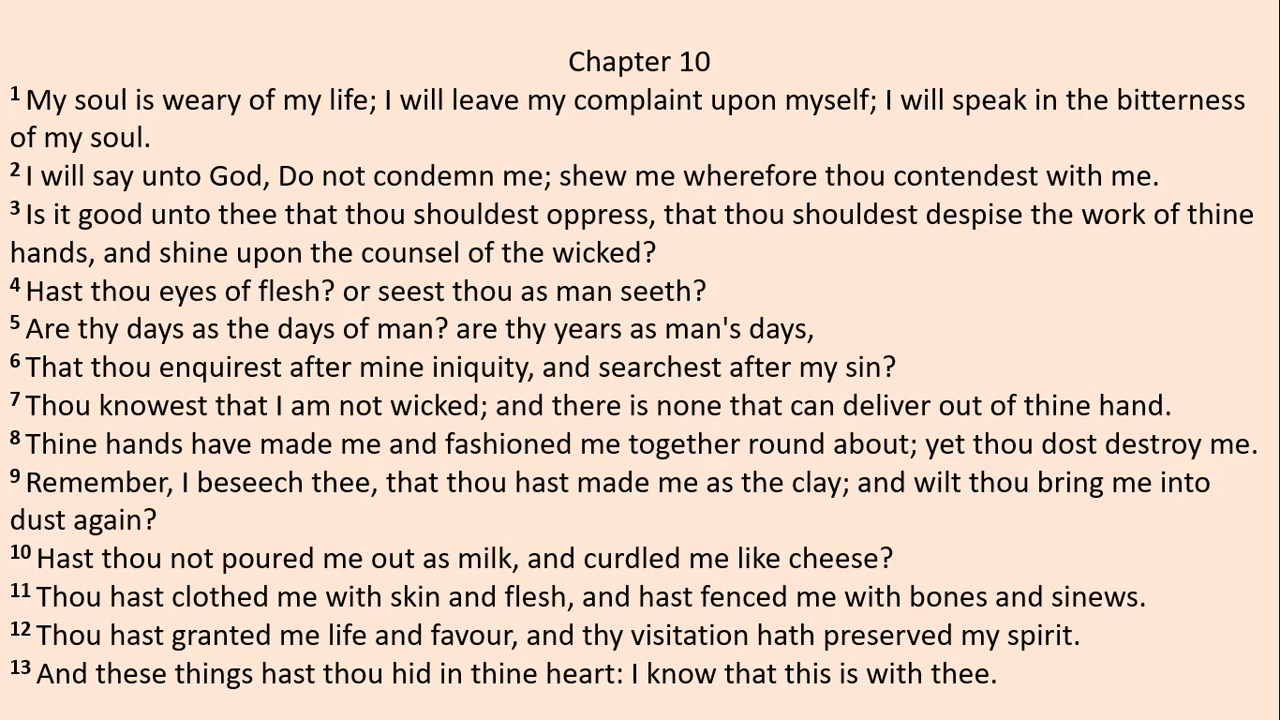 Chapter 10
1 My soul is weary of my life; I will leave my complaint upon myself; I will speak in the bitterness
of my soul.
2 I will say unto God, Do not condemn me; shew me wherefore thou contendest with me.
3 Is it good unto thee that thou shouldest oppress, that thou shouldest despise the work of thine
hands, and shine upon the counsel of the wicked?
4 Hast thou eyes of flesh? or seest thou as man seeth?
5 Are thy days as the days of man? are thy years as man's days,
6 That thou enquirest after mine iniquity, and searchest after my sin?
7 Thou knowest that I am not wicked; and there is none that can deliver out of thine hand.
8 Thine hands have made me and fashioned me together round about; yet thou dost destroy me.
9 Remember, I beseech thee, that thou hast made me as the clay; and wilt thou bring me into
dust again?
10 Hast thou not poured me out as milk, and curdled me like cheese?
11 Thou hast clothed me with skin and flesh, and hast fenced me with bones and sinews.
12 Thou hast granted me life and favour, and thy visitation hath preserved my spirit.
13 And these things hast thou hid in thine heart: I know that this is with thee.